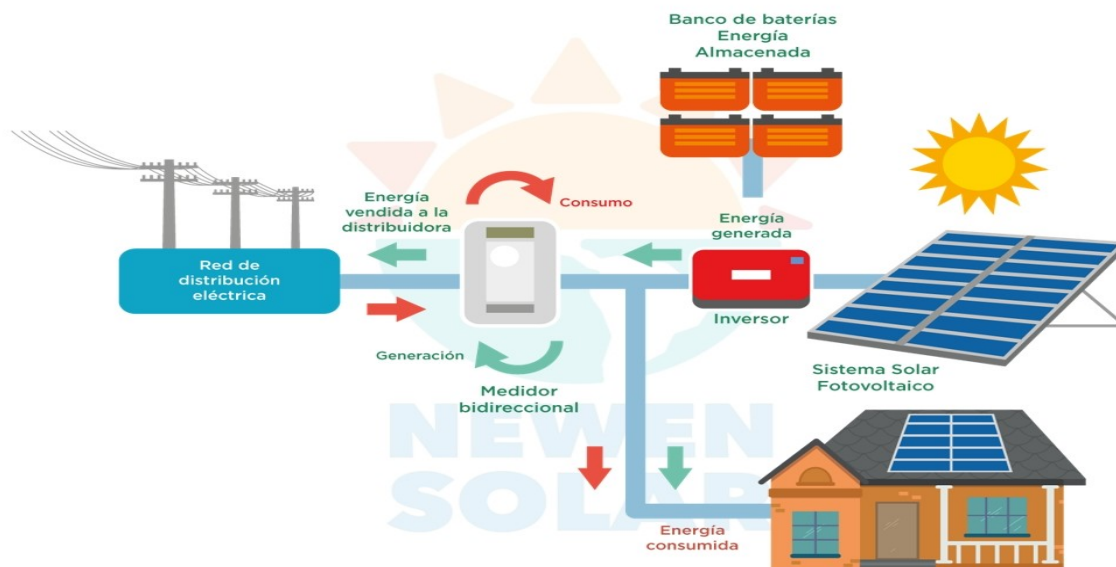 Banco de baterías
Energía
Almacenada
Energía
vendida a la
distribuidora
Consumo
Energía
generada
Red de
distribución
eléctrica
Inversor
Generación
Medidor
bidireccional
Sistema Solar
Fotovoltaico
NEWEN
SOLAR
Energía
consumida